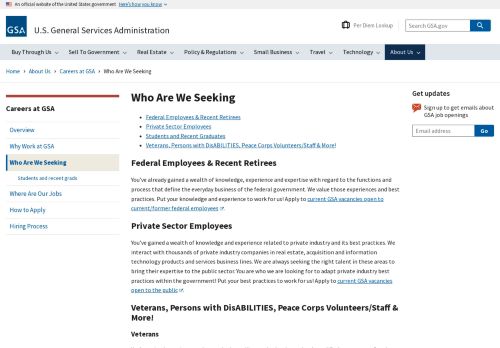 An official website of the United States government Here's how you know
GSA
U.S. General Services Administration
Per Diem Lookup
Search GSA.gov
Buy Through Us
Sell To Government
Real Estate
Policy & Regulations
Small Business
Travel
Technology
About Us
Home › About Us › Careers at GSA › Who Are We Seeking
Careers at GSA
Overview
Why Work at GSA
Who Are We Seeking
Students and recent grads
Where Are Our Jobs
How to Apply
Hiring Process
Who Are We Seeking
Federal Employees & Recent Retirees
Private Sector Employees
Students and Recent Graduates
Veterans, Persons with DisABILITIES, Peace Corps Volunteers/Staff & More!
Federal Employees & Recent Retirees
You've already gained a wealth of knowledge, experience and expertise with regard to the functions and
process that define the everyday business of the federal government. We value those experiences and best
practices. Put your knowledge and experience to work for us! Apply to current GSA vacancies open to
current/former federal employees.
Private Sector Employees
You've gained a wealth of knowledge and experience related to private industry and its best practices. We
interact with thousands of private industry companies in real estate, acquisition and information
technology products and services business lines. We are always seeking the right talent in these areas to
bring their expertise to the public sector. You are who we are looking for to adapt private industry best
practices within the government! Put your best practices to work for us! Apply to current GSA vacancies
open to the public.
Veterans, Persons with DisABILITIES, Peace Corps Volunteers/Staff &
More!
Veterans
Get updates
Sign up to get emails about
GSA job openings
Email address
Go